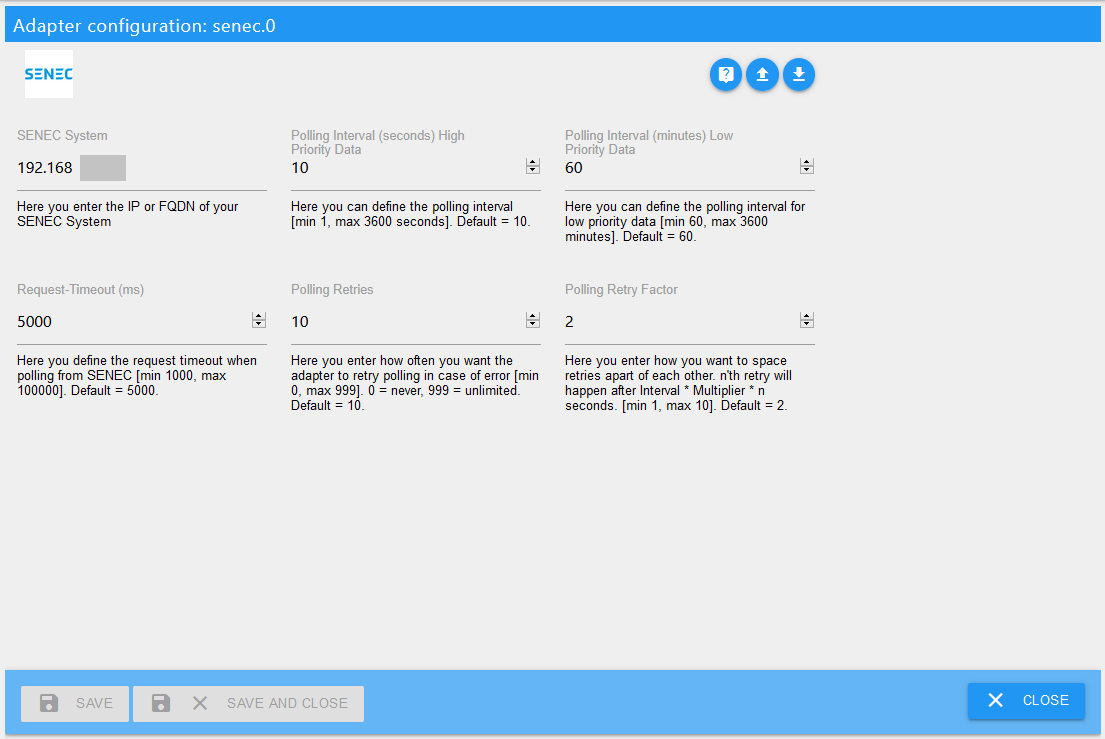 Adapter configuration: senec.0
SENEC
SENEC System
192.168
Here you enter the IP or FQDN of your
SENEC System
Polling Interval (seconds) High
Priority Data
10
Here you can define the polling interval
[min 1, max 3600 seconds]. Default = 10.
Polling Interval (minutes) Low
Priority Data
60
Here you can define the polling interval for
low priority data [min 60, max 3600
minutes]. Default = 60.
Request-Timeout (ms)
5000
Here you define the request timeout when
polling from SENEC [min 1000, max
100000]. Default = 5000.
Polling Retries
10
Here you enter how often you want the
adapter to retry polling in case of error [min
0, max 999]. 0 = never, 999 = unlimited.
Default = 10.
Polling Retry Factor
2
Here you enter how you want to space
retries apart of each other. n'th retry will
happen after Interval * Multiplier * n
seconds. [min 1, max 10]. Default = 2.
SAVE
SAVE AND CLOSE
CLOSE